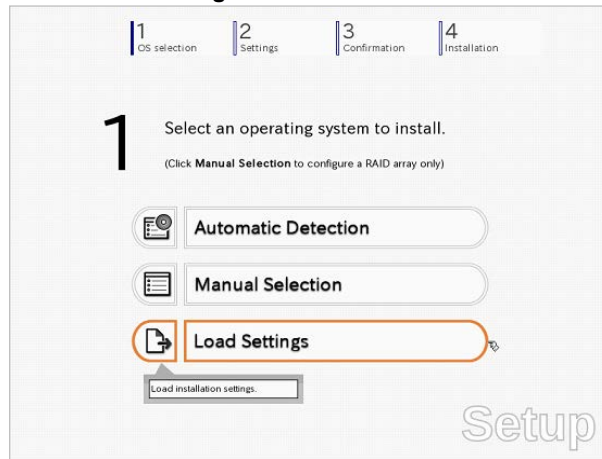 1
OS selection
2
Settings
3
Confirmation
4
Installation
1
Select an operating system to install.
(Click Manual Selection to configure a RAID array only)
Automatic Detection
Manual Selection
Load Settings
Load installation settings.
Setup